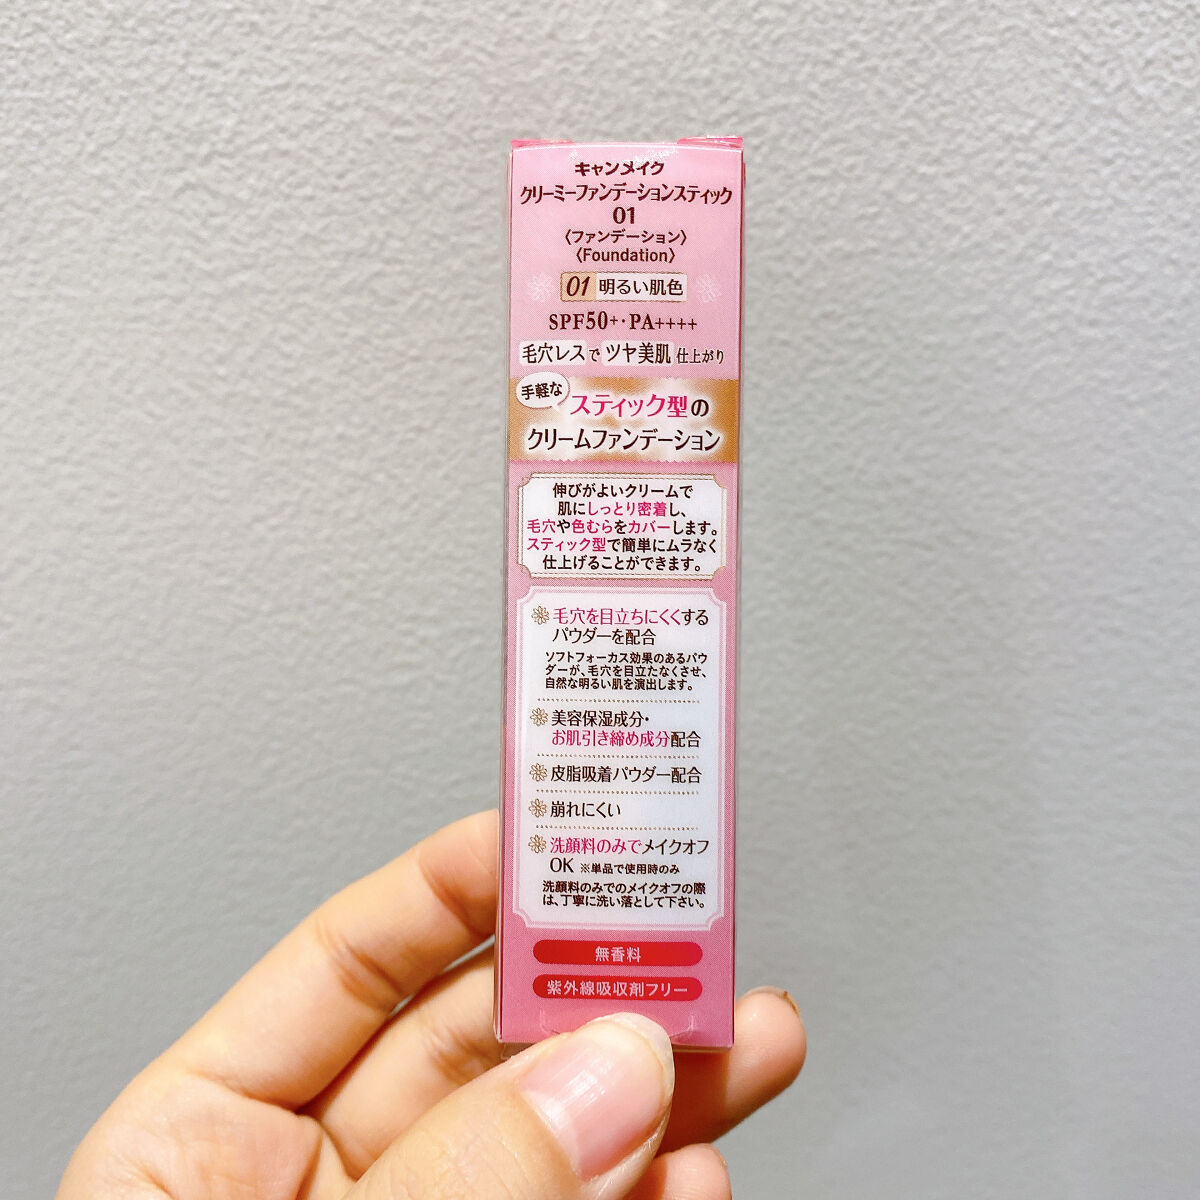 キャンメイク
クリーミーファンデーションスティック
01
〈ファンデーション〉
〈Foundation〉
01 明るい肌色
SPF50+・PA++++
毛穴レスでツヤ美肌仕上がり
手軽な
スティック型の
クリームファンデーション
伸びがよいクリームで
肌にしっとり密着し、
毛穴や色むらをカバーします。
スティック型で簡単にムラなく
仕上げることができます。
毛穴を目立ちにくくする
パウダーを配合
ソフトフォーカス効果のあるパウ
ダーが、毛穴を目立たなくさせ、
自然な明るい肌を演出します。
美容保湿成分・
お肌引き締め成分配合
皮脂吸着パウダー配合
崩れにくい
洗顔料のみでメイクオフ
OK ※単品で使用時のみ
洗顔料のみでのメイクオフの際
は、丁寧に洗い落として下さい。
無香料
紫外線吸収剤フリー